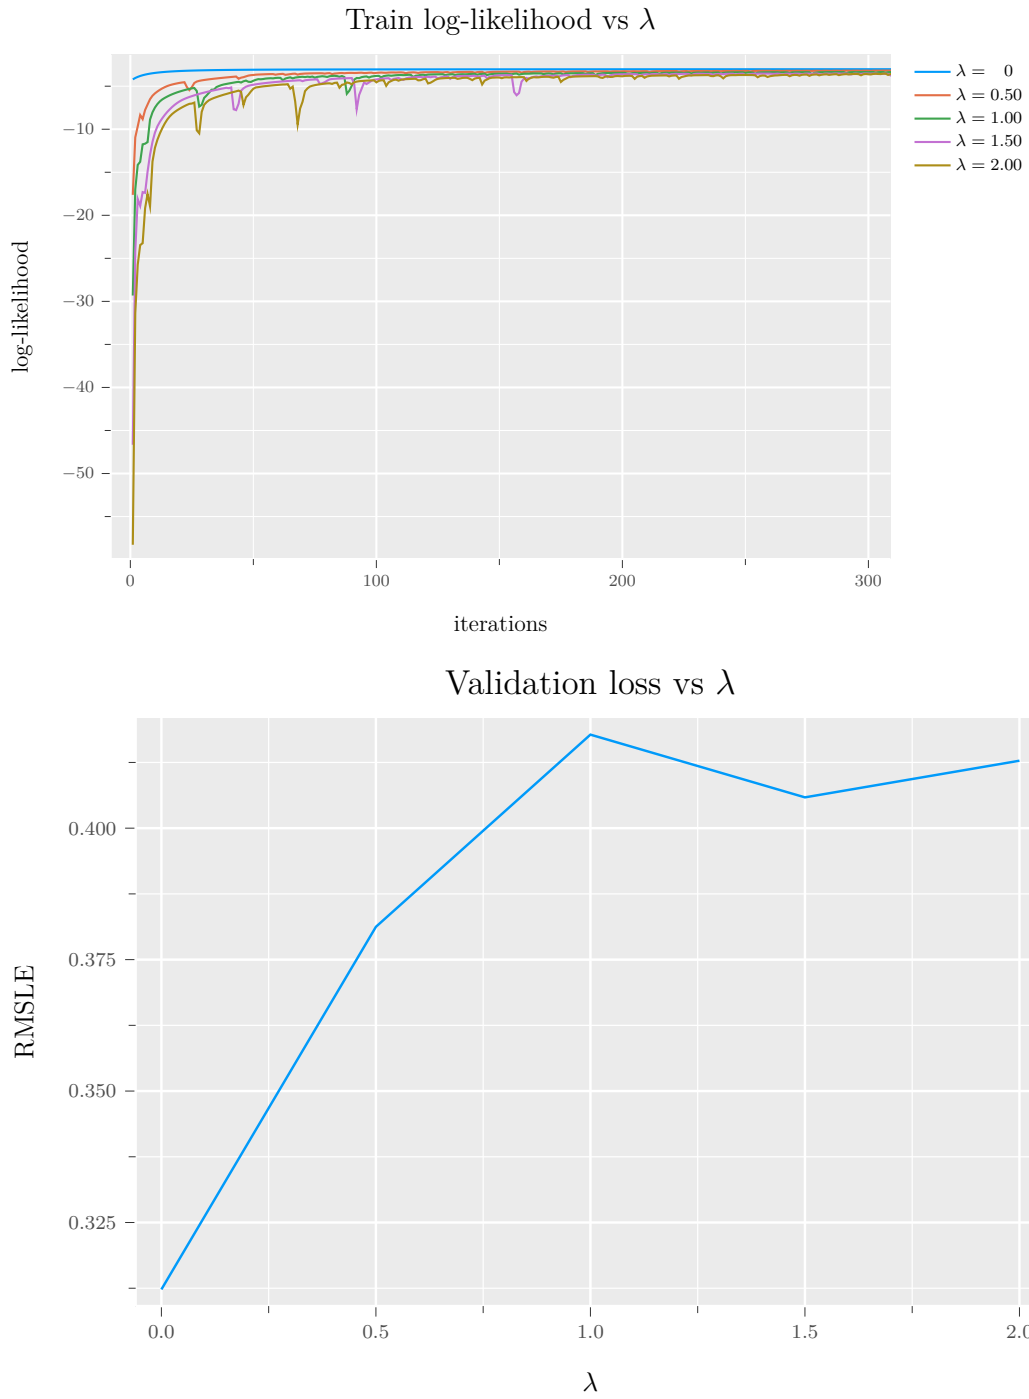 Train log-likelihood vs λ
λ = 0
λ = 0.50
λ = 1.00
λ = 1.50
λ = 2.00
log-likelihood
−10
−20
−30
−40
−50
0 100 200 300
iterations
Validation loss vs λ
RMSLE
0.400
0.375
0.350
0.325
0.0 0.5 1.0 1.5 2.0
λ